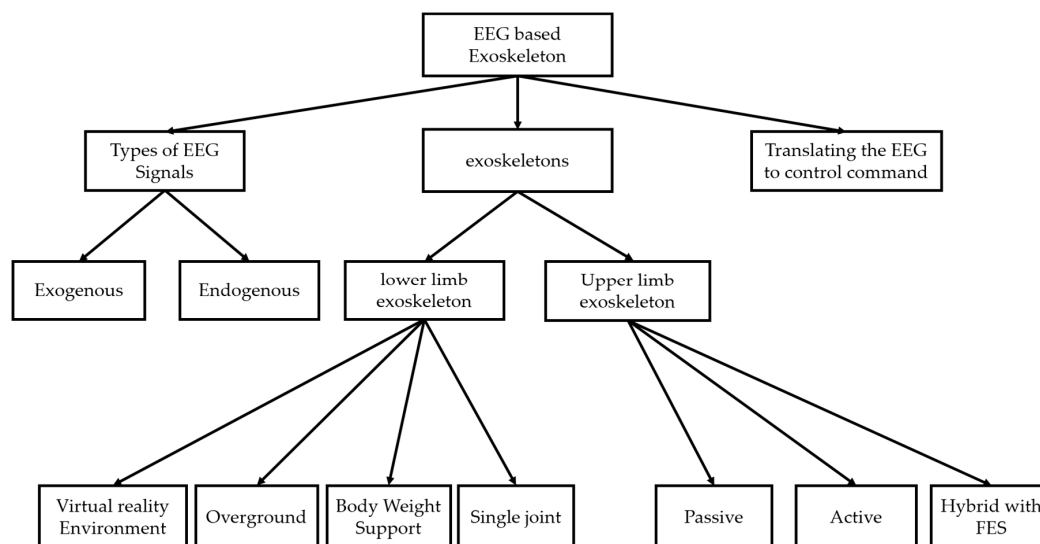 EEG based
Exoskeleton
Types of EEG
Signals
exoskeletons
Translating the EEG
to control command
Exogenous
Endogenous
lower limb
exoskeleton
Upper limb
exoskeleton
Virtual reality
Environment
Overground
Body Weight
Support
Single joint
Passive
Active
Hybrid with
FES